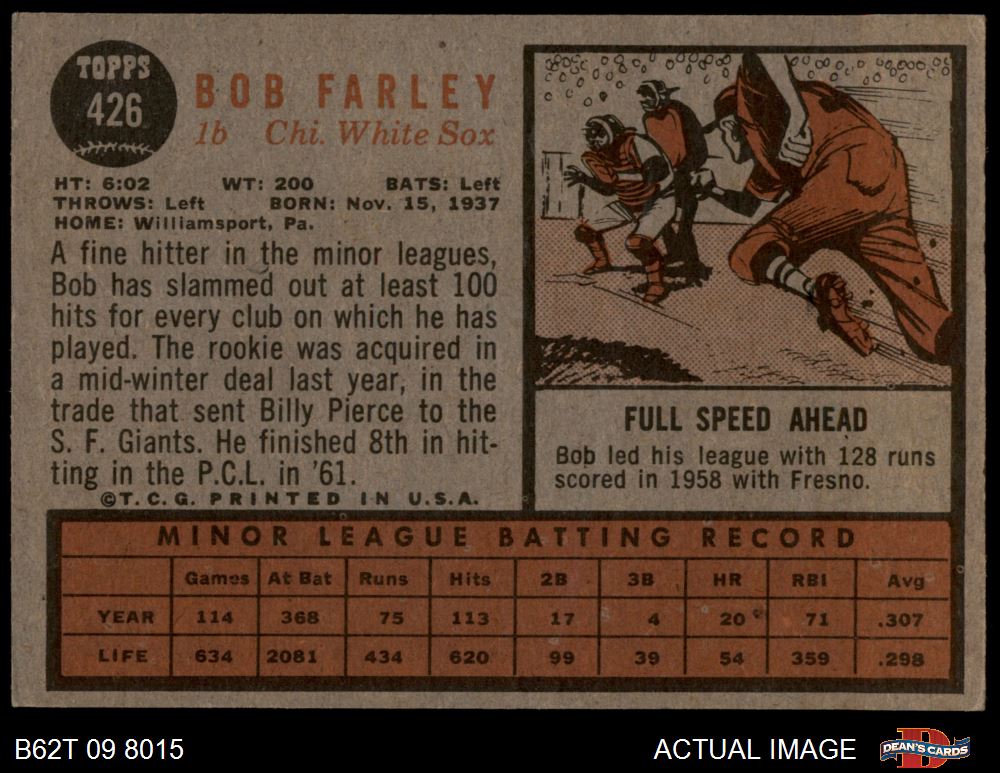 TOPPS
426
BOB FARLEY
1b Chi. White Sox
HT: 6:02 WT: 200 BATS: Left
THROWS: Left BORN: Nov. 15, 1937
HOME: Williamsport, Pa.
A fine hitter in the minor leagues,
Bob has slammed out at least 100
hits for every club on which he has
played. The rookie was acquired in
a mid-winter deal last year, in the
trade that sent Billy Pierce to the
S. F. Giants. He finished 8th in hit-
ting in the P.C.L. in '61.
©T.C.G. PRINTED IN U.S.A.
FULL SPEED AHEAD
Bob led his league with 128 runs
scored in 1958 with Fresno.
MINOR LEAGUE BATTING RECORD
Games At Bat Runs Hits 2B 3B HR RBI Avg
YEAR 114 368 75 113 17 4 20 71 .307
LIFE 634 2081 434 620 99 39 54 359 .298
B62T 09 8015
ACTUAL IMAGE
DEAN'S CARDS